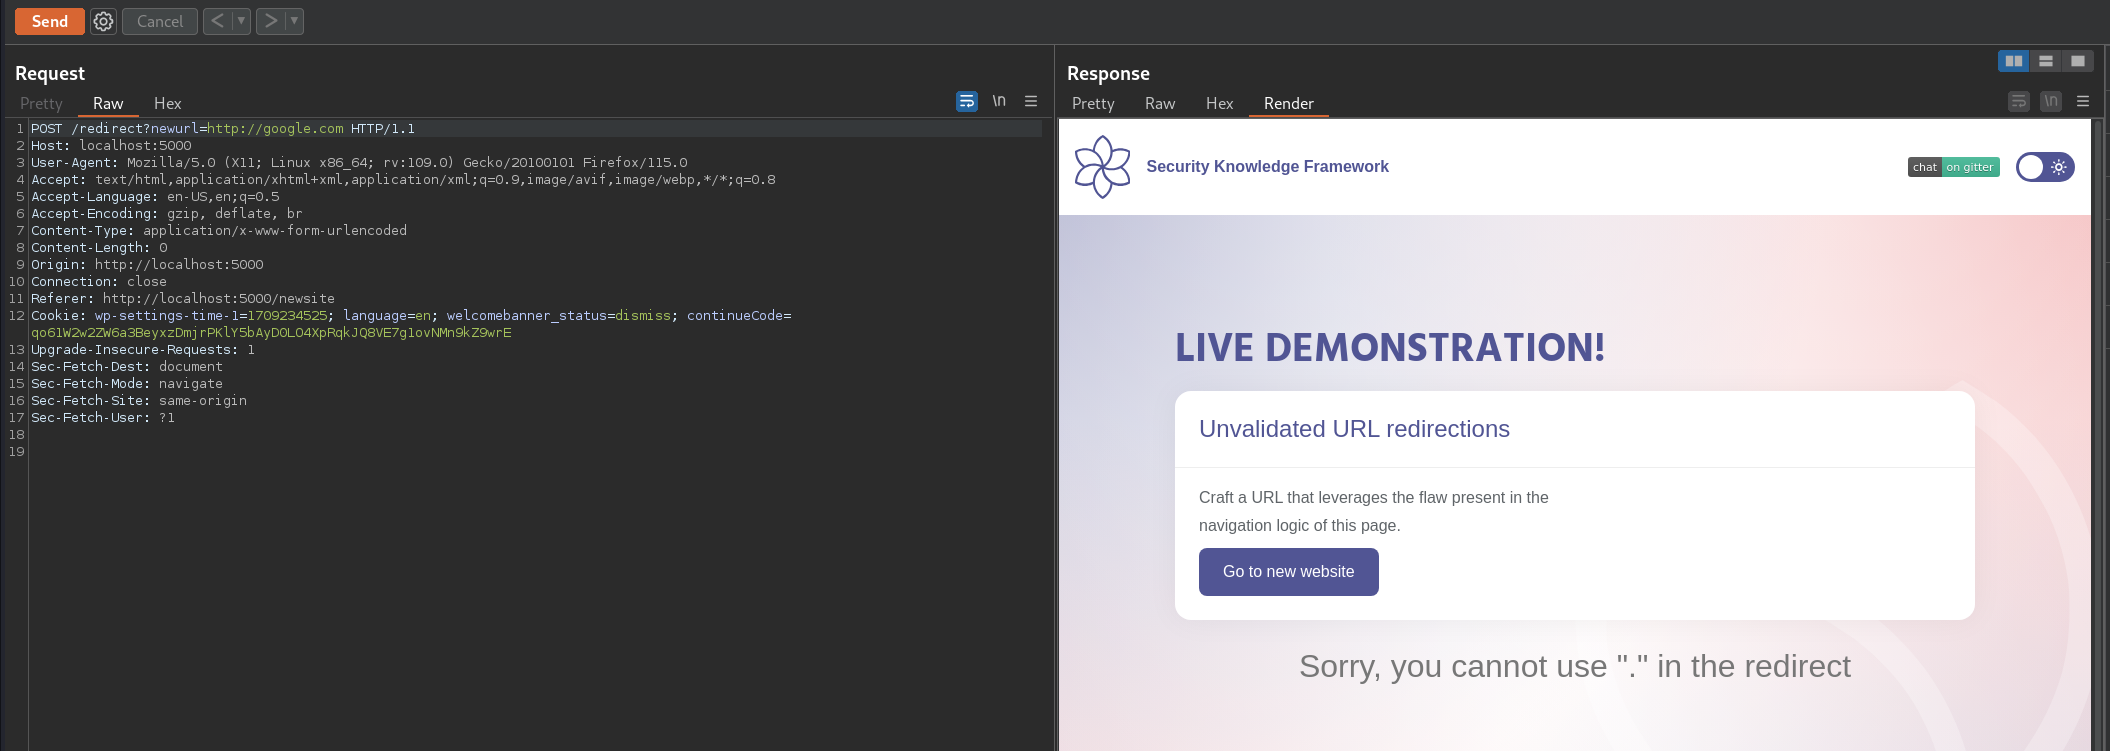 Send
Cancel
Request
Pretty Raw Hex
\n
1 POST /redirect?newurl=http://google.com HTTP/1.1
2 Host: localhost:5000
3 User-Agent: Mozilla/5.0 (X11; Linux x86_64; rv:109.0) Gecko/20100101 Firefox/115.0
4 Accept: text/html,application/xhtml+xml,application/xml;q=0.9,image/avif,image/webp,*/*;q=0.8
5 Accept-Language: en-US,en;q=0.5
6 Accept-Encoding: gzip, deflate, br
7 Content-Type: application/x-www-form-urlencoded
8 Content-Length: 0
9 Origin: http://localhost:5000
10 Connection: close
11 Referer: http://localhost:5000/newsite
12 Cookie: wp-settings-time-1=1709234525; language=en; welcomebanner_status=dismiss; continueCode=
qo61W2w2ZW6a3BeyxzDmjrPKlY5bAyDOLO4XpRqkJQ8VE7g1ovNMn9kZ9wrE
13 Upgrade-Insecure-Requests: 1
14 Sec-Fetch-Dest: document
15 Sec-Fetch-Mode: navigate
16 Sec-Fetch-Site: same-origin
17 Sec-Fetch-User: ?1
18
19
Response
Pretty Raw Hex Render
\n
Security Knowledge Framework
chat on gitter
LIVE DEMONSTRATION!
Unvalidated URL redirections
Craft a URL that leverages the flaw present in the
navigation logic of this page.
Go to new website
Sorry, you cannot use "." in the redirect